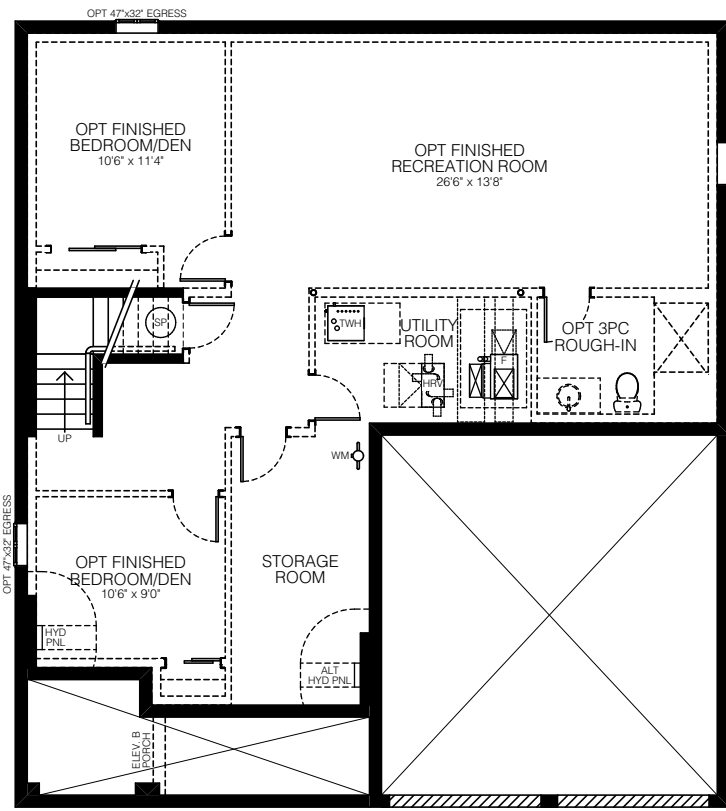 OPT 47"x32" EGRESS
OPT FINISHED
BEDROOM/DEN
10'6" x 11'4"
OPT FINISHED
RECREATION ROOM
26'6" x 13'8"
SP
TWH
UTILITY
ROOM
F
HRV
OPT 3PC
ROUGH-IN
UP
WM
OPT 47"x32" EGRESS
OPT FINISHED
BEDROOM/DEN
10'6" x 9'0"
STORAGE
ROOM
HYD
PNL
ALT
HYD PNL
ELEV. B
PORCH